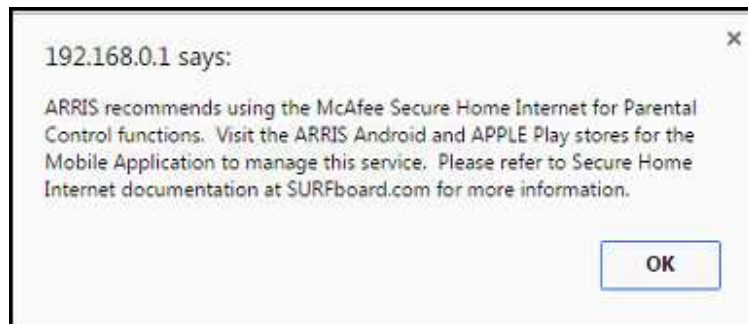 192.168.0.1 says:
ARRIS recommends using the McAfee Secure Home Internet for Parental
Control functions.  Visit the ARRIS Android and APPLE Play stores for the
Mobile Application to manage this service.  Please refer to Secure Home
Internet documentation at SURFboard.com for more information.
OK